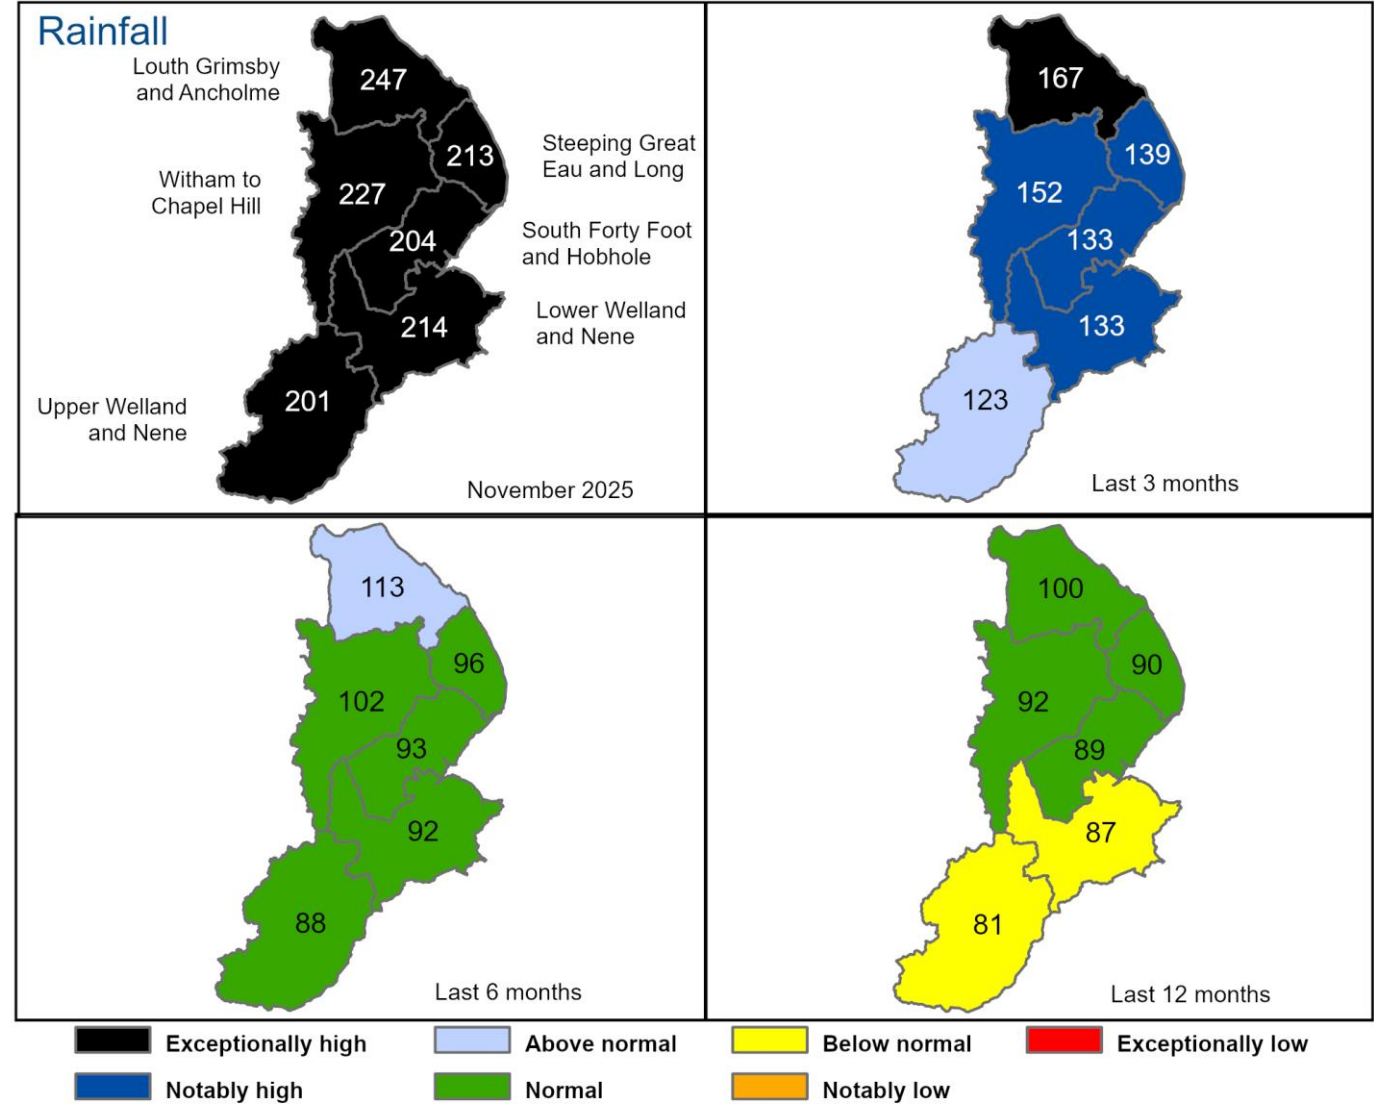 Rainfall
Louth Grimsby
and Ancholme
247
213
Steeping Great
Eau and Long
Witham to
Chapel Hill
227
204
South Forty Foot
and Hobhole
Lower Welland
and Nene
214
Upper Welland
and Nene
201
November 2025
167
139
152
133
133
123
Last 3 months
113
96
102
93
92
88
Last 6 months
100
90
92
89
87
81
Last 12 months
Exceptionally high
Above normal
Below normal
Exceptionally low
Notably high
Normal
Notably low